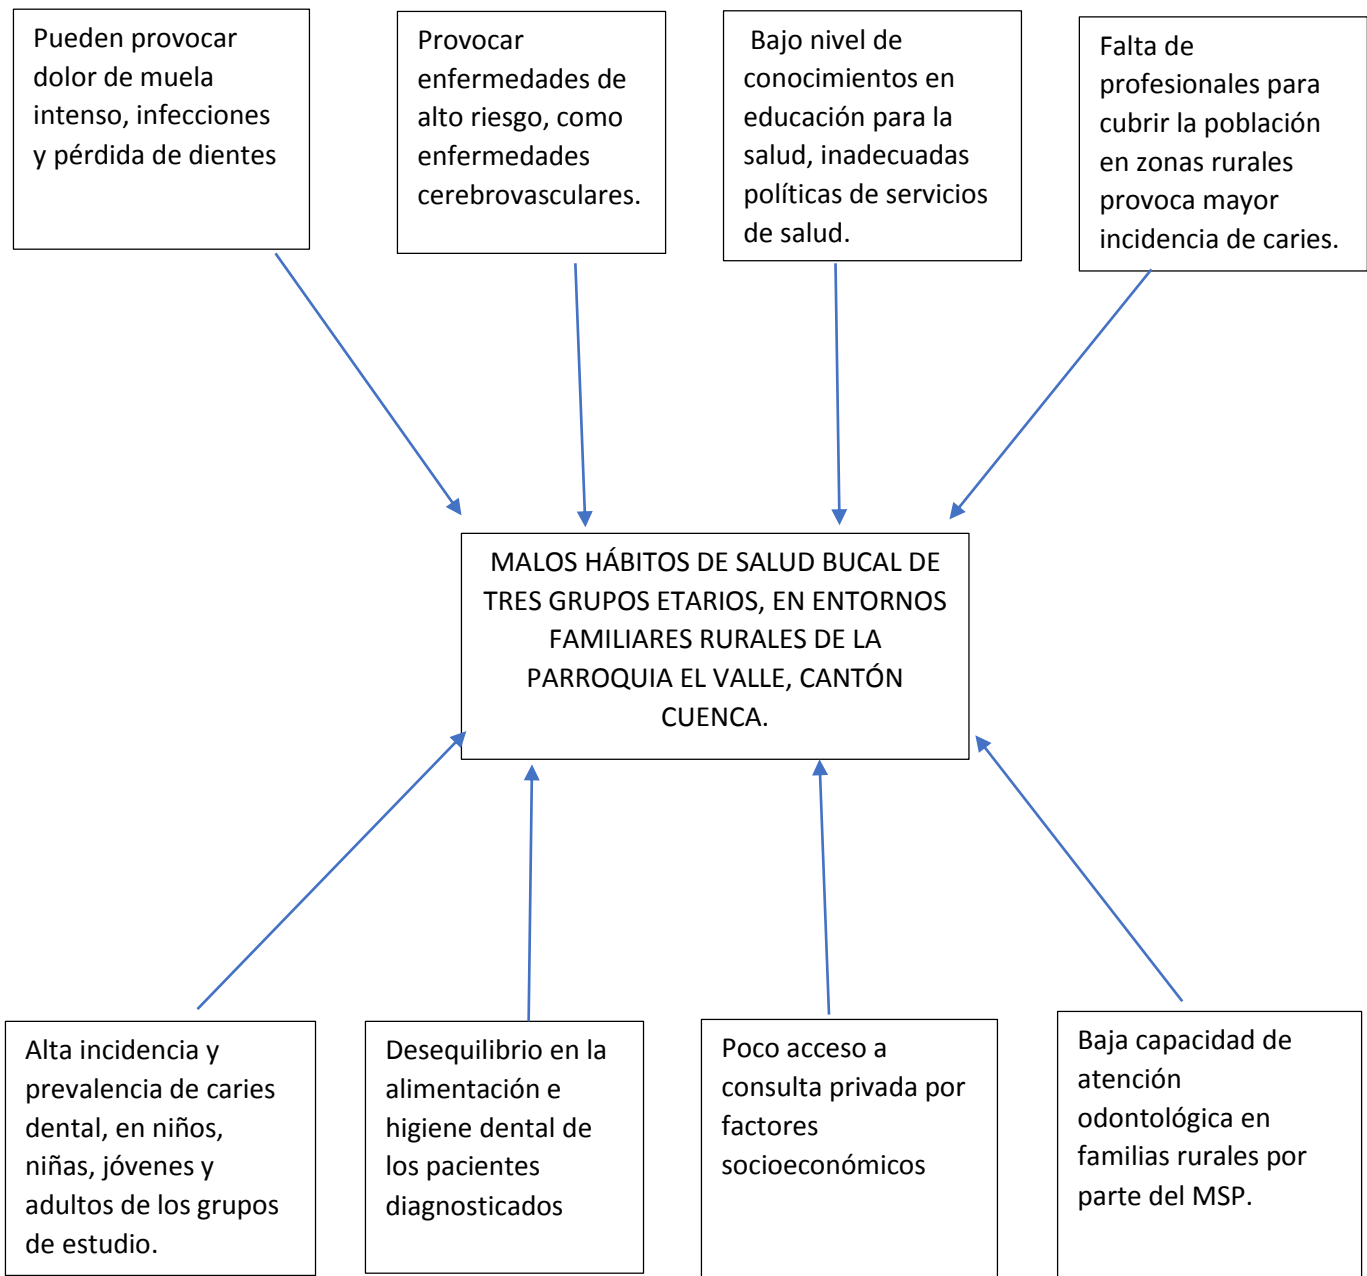 Pueden provocar
dolor de muela
intenso, infecciones
y pérdida de dientes
Provocar
enfermedades de
alto riesgo, como
enfermedades
cerebrovasculares.
Bajo nivel de
conocimientos en
educación para la
salud, inadecuadas
políticas de servicios
de salud.
Falta de
profesionales para
cubrir la población
en zonas rurales
provoca mayor
incidencia de caries.
MALOS HÁBITOS DE SALUD BUCAL DE
TRES GRUPOS ETARIOS, EN ENTORNOS
FAMILIARES RURALES DE LA
PARROQUIA EL VALLE, CANTÓN
CUENCA.
Alta incidencia y
prevalencia de caries
dental, en niños,
niñas, jóvenes y
adultos de los grupos
de estudio.
Desequilibrio en la
alimentación e
higiene dental de
los pacientes
diagnosticados
Poco acceso a
consulta privada por
factores
socioeconómicos
Baja capacidad de
atención
odontológica en
familias rurales por
parte del MSP.